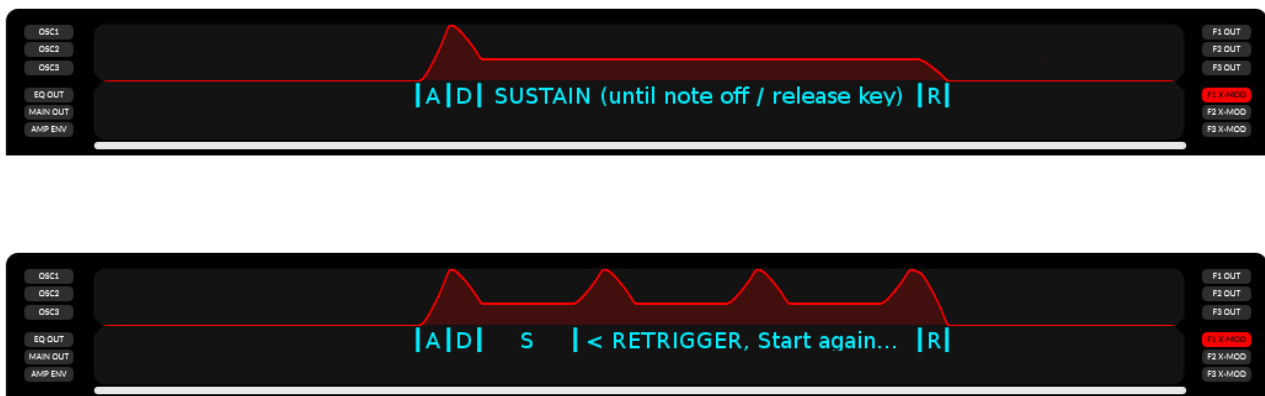 OSC1
OSC2
OSC3
EQ OUT
MAIN OUT
AMP ENV
|A|D| SUSTAIN (until note off / release key) |R|
F1 OUT
F2 OUT
F3 OUT
F1 X-MOD
F2 X-MOD
F3 X-MOD
OSC1
OSC2
OSC3
EQ OUT
MAIN OUT
AMP ENV
|A|D| S |< RETRIGGER, Start again... |R|
F1 OUT
F2 OUT
F3 OUT
F1 X-MOD
F2 X-MOD
F3 X-MOD